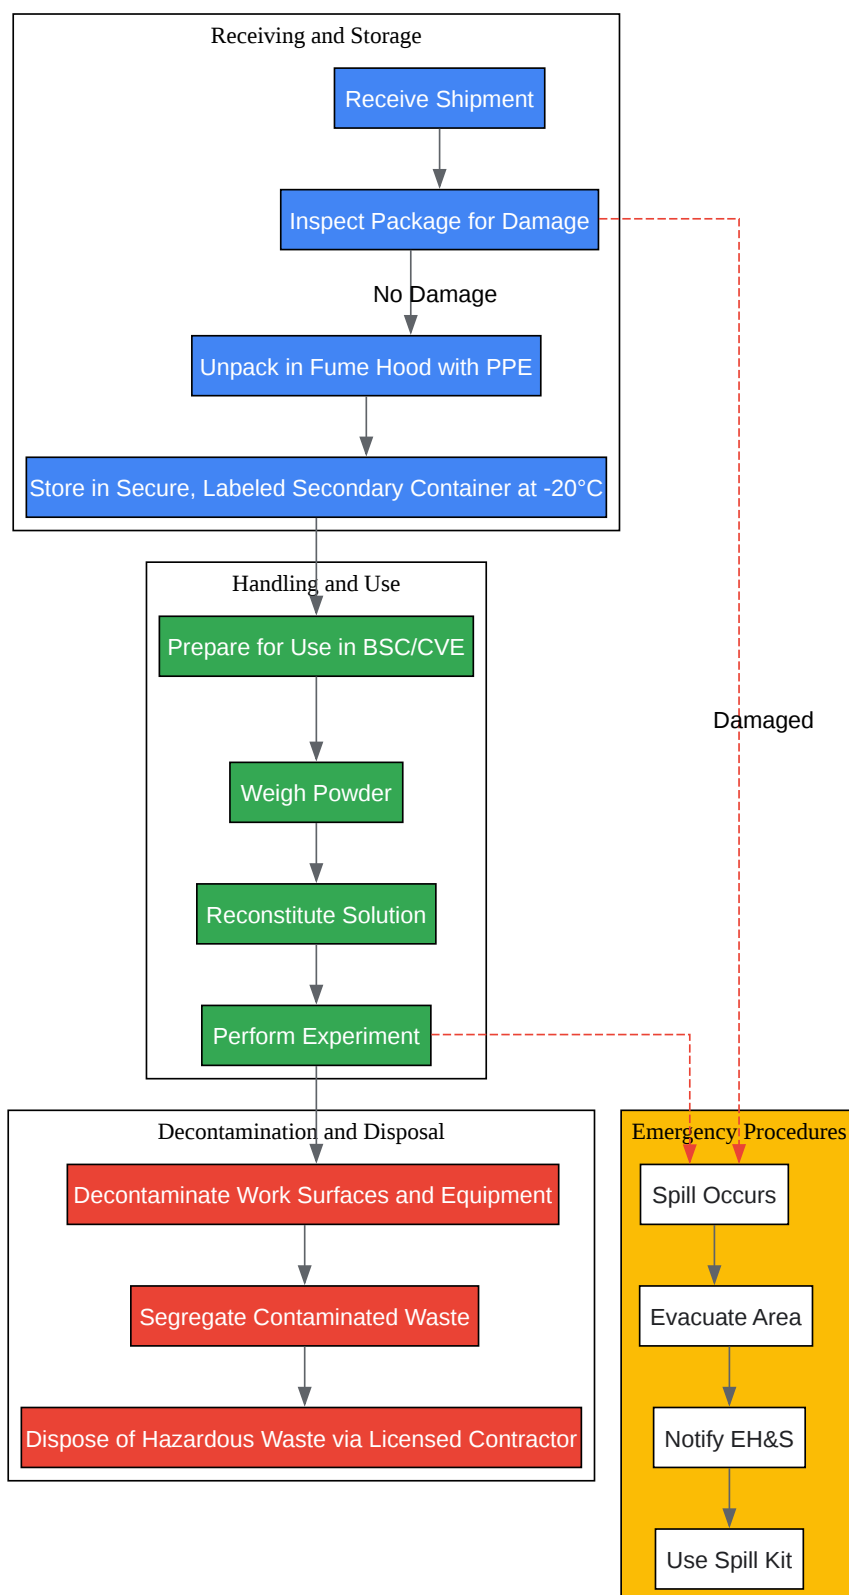 Receiving and Storage
Receive Shipment
Inspect Package for Damage
No Damage
Unpack in Fume Hood with PPE
Store in Secure, Labeled Secondary Container at -20°C
Handling and Use
Prepare for Use in BSC/CVE
Damaged
Weigh Powder
Reconstitute Solution
Perform Experiment
Decontamination and Disposal
Decontaminate Work Surfaces and Equipment
Segregate Contaminated Waste
Dispose of Hazardous Waste via Licensed Contractor
Emergency Procedures
Spill Occurs
Evacuate Area
Notify EH&S
Use Spill Kit